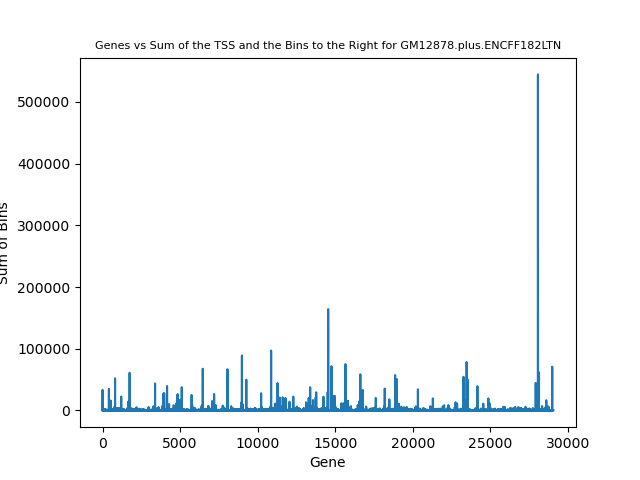 Genes vs Sum of the TSS and the Bins to the Right for GM12878.plus.ENCFF182LTN
500000
400000
300000
200000
100000
0
Sum of Bins
0 5000 10000 15000 20000 25000 30000
Gene